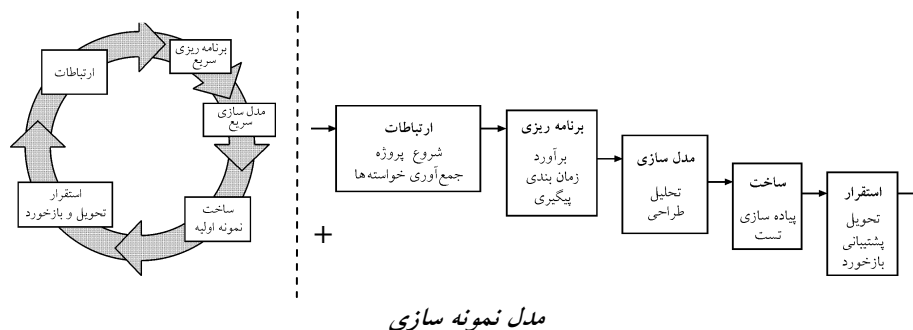 ارتباطات
برنامه ریزی
سریع
مدل سازی
سریع
ساخت
نمونه اولیه
استقرار
تحویل و بازخورد
+
ارتباطات
شروع پروژه
جمع‌آوری خواسته‌ها
برنامه ریزی
برآورد
زمان بندی
پیگیری
مدل سازی
تحلیل
طراحی
ساخت
پیاده سازی
تست
استقرار
تحویل
پشتیبانی
بازخورد
مدل نمونه سازی